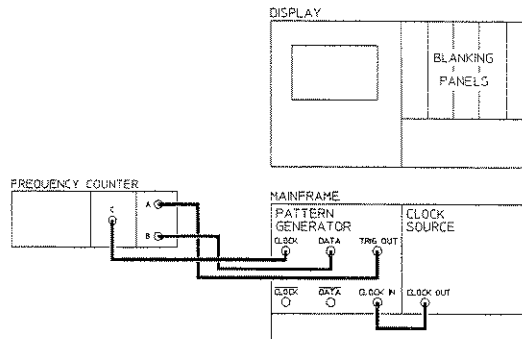 DISPLAY
BLANKING
PANELS
FREQUENCY COUNTER
C
A
B
MAINFRAME
PATTERN
GENERATOR
CLOCK
SOURCE
CLOCK
DATA
TRIG OUT
CLOCK
DATA
CLOCK IN
CLOCK OUT